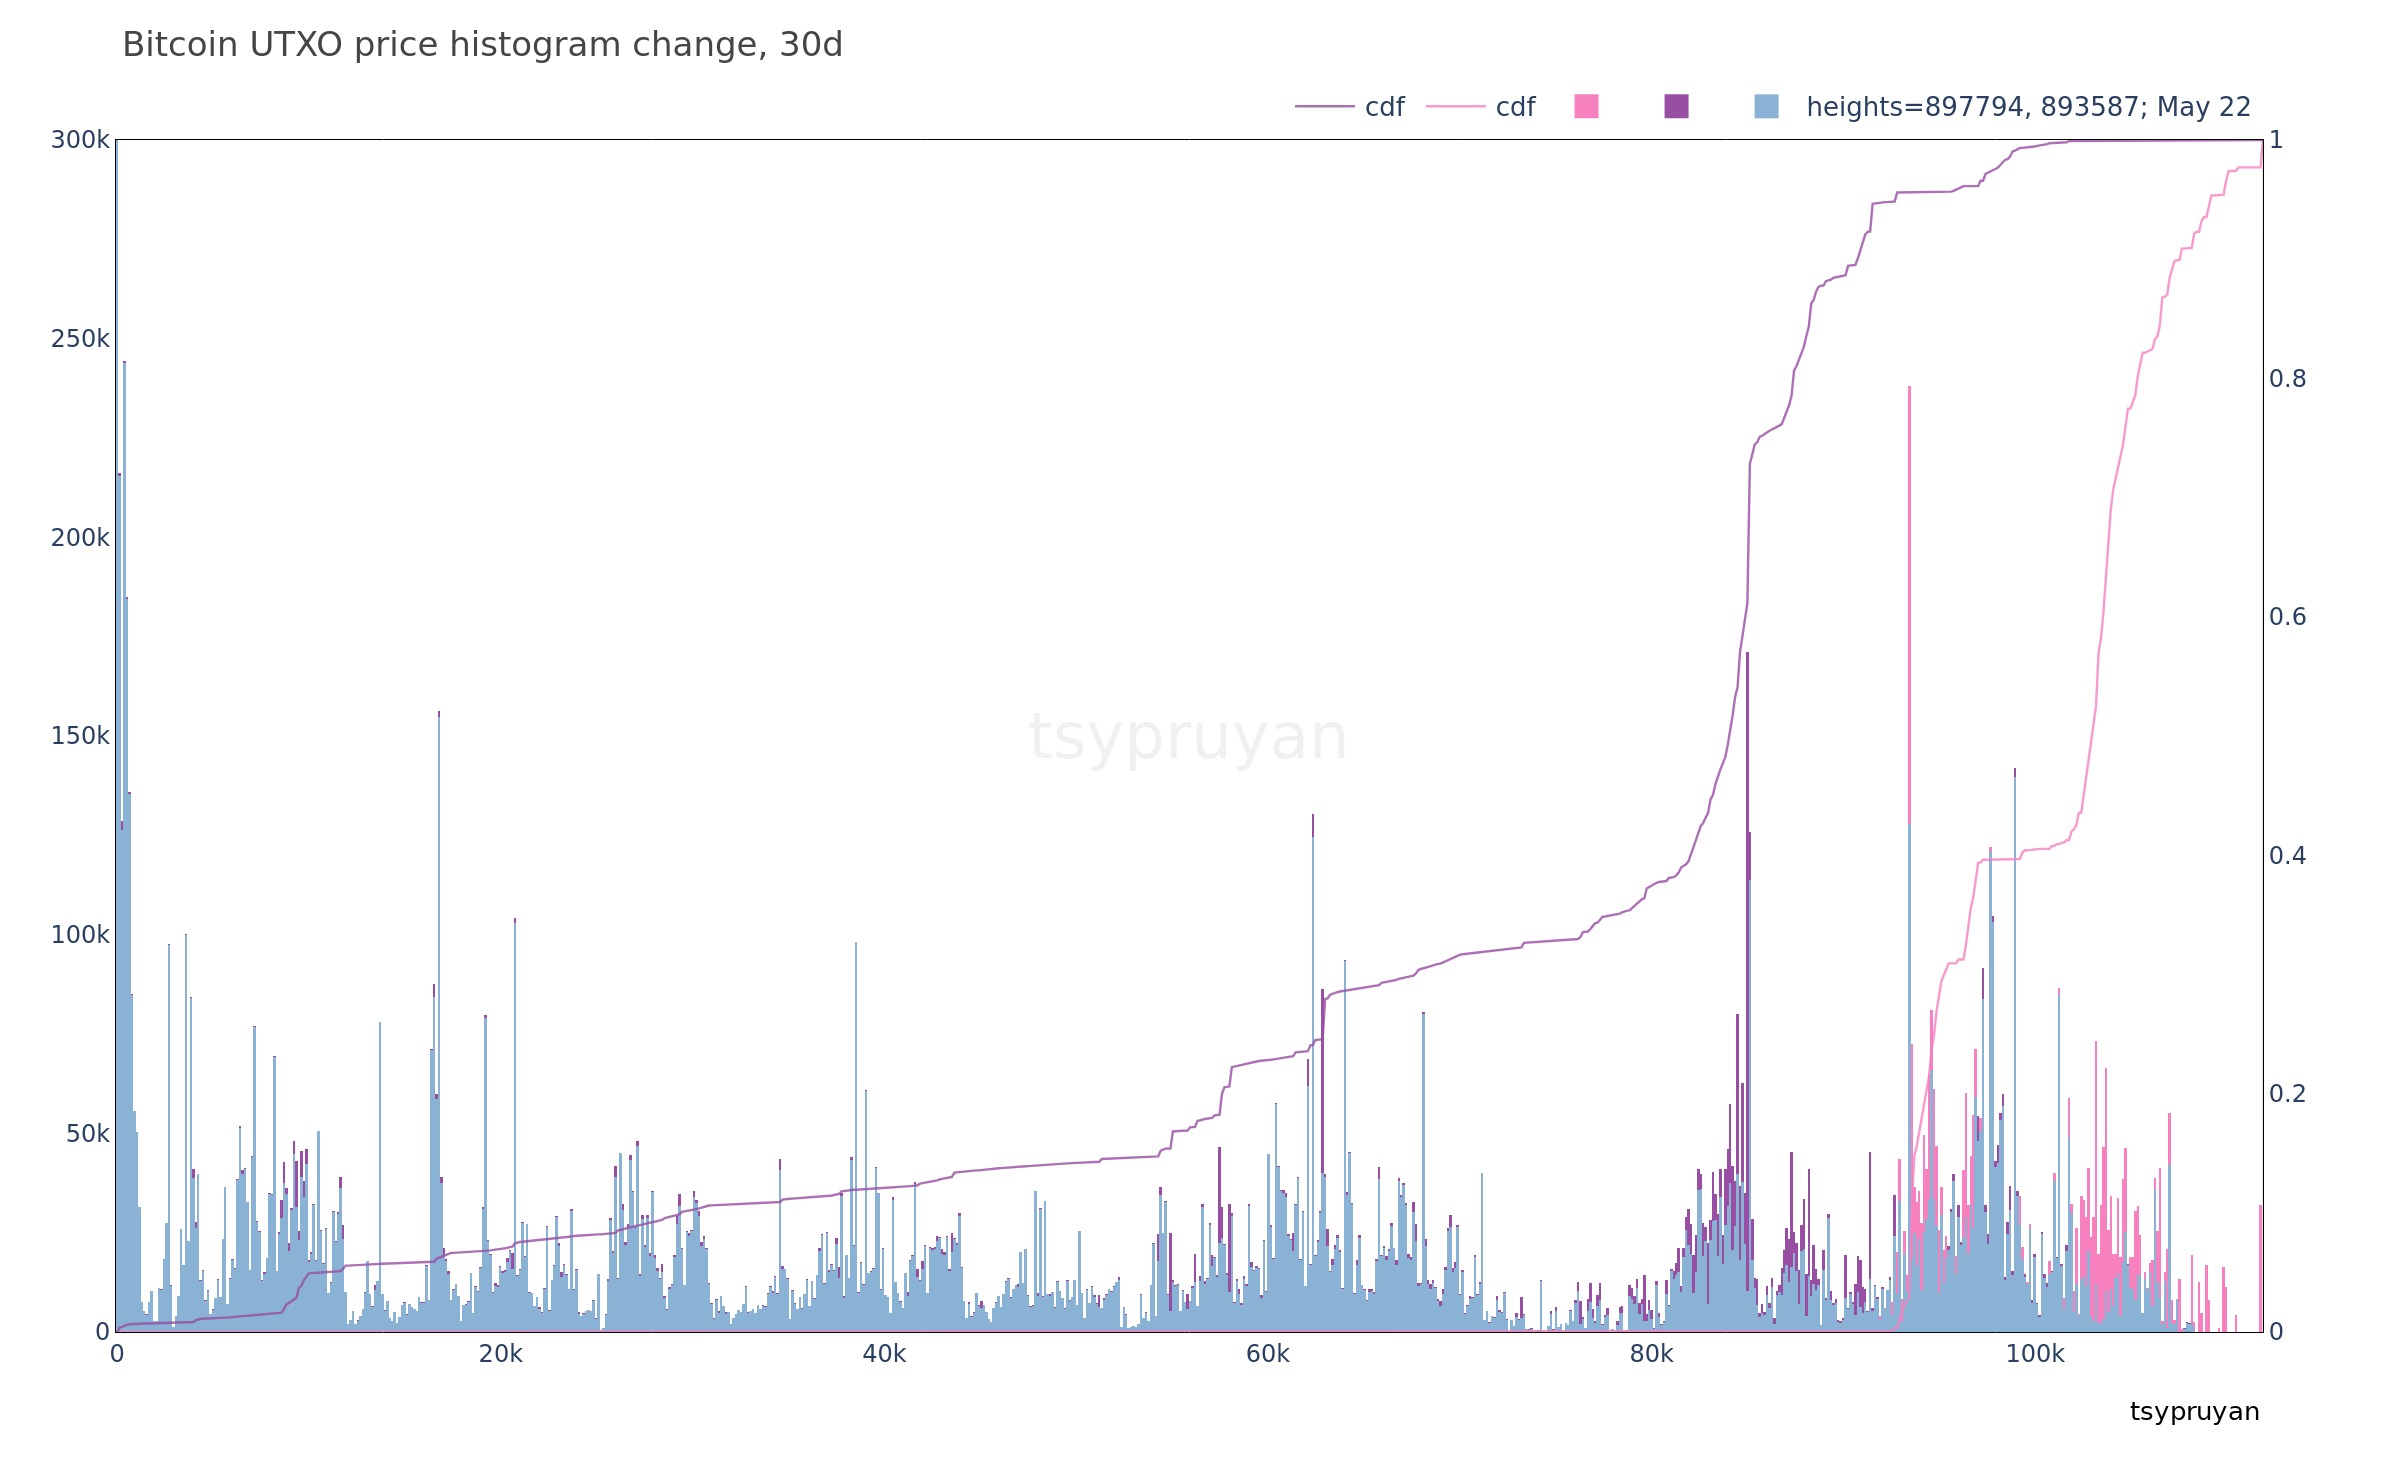 Bitcoin UTXO price histogram change, 30d
cdf cdf heights=897794, 893587; May 22
300k
250k
200k
150k
100k
50k
0
1
0.8
0.6
0.4
0.2
0
tsypruyan
0 20k 40k 60k 80k 100k
tsypruyan